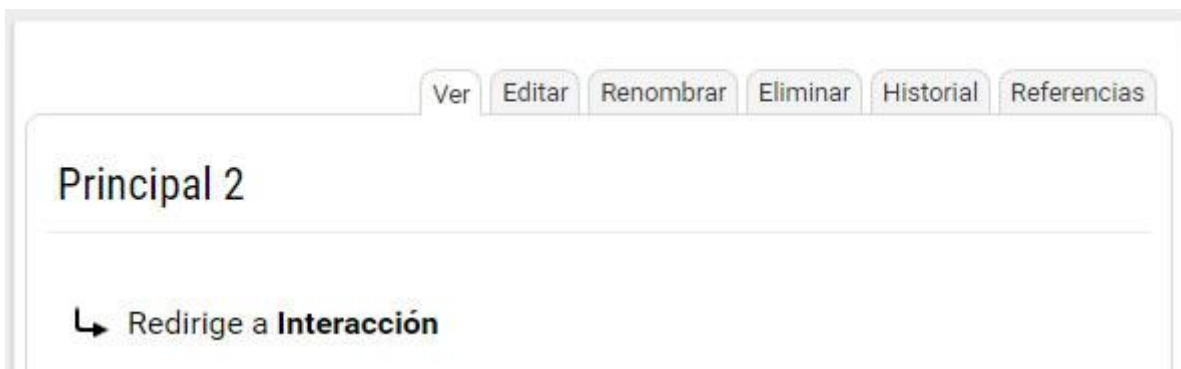 Ver Editar Renombrar Eliminar Historial Referencias
Principal 2
Redirige a Interacción